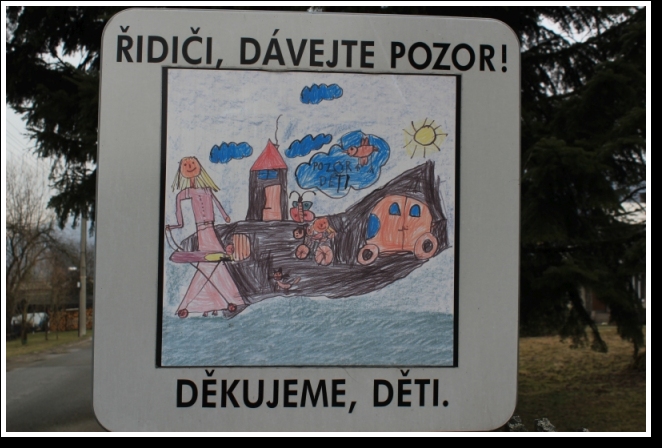 ŘIDIČI, DÁVEJTE POZOR!
POZOR
DĚTI
DĚKUJEME, DĚTI.